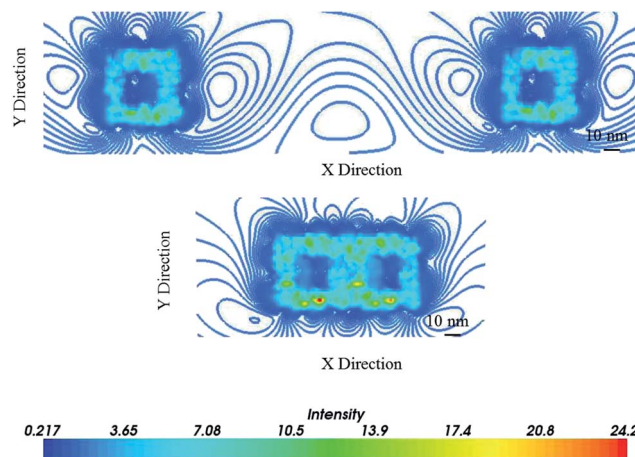 Y Direction
10 nm
X Direction
Y Direction
10 nm
X Direction
Intensity
0.217 3.65 7.08 10.5 13.9 17.4 20.8 24.2